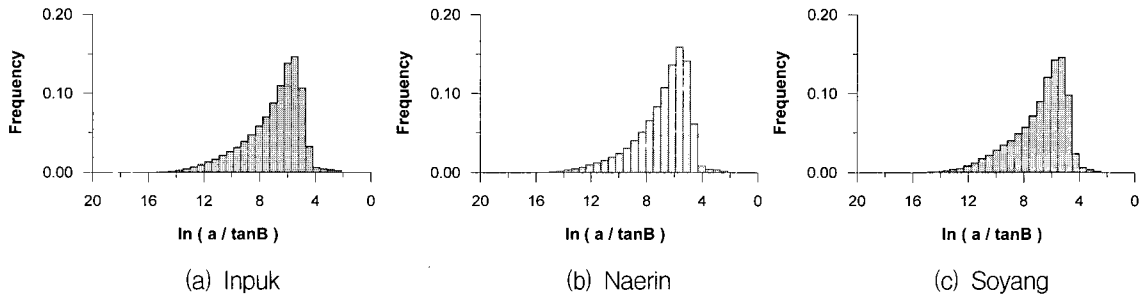 0.20
0.10
0.00
Frequency
20 16 12 8 4 0
ln ( a / tanB )
(a) Inpuk
0.20
0.10
0.00
Frequency
20 16 12 8 4 0
ln ( a / tanB )
(b) Naerin
0.20
0.10
0.00
Frequency
20 16 12 8 4 0
ln ( a / tanB )
(c) Soyang